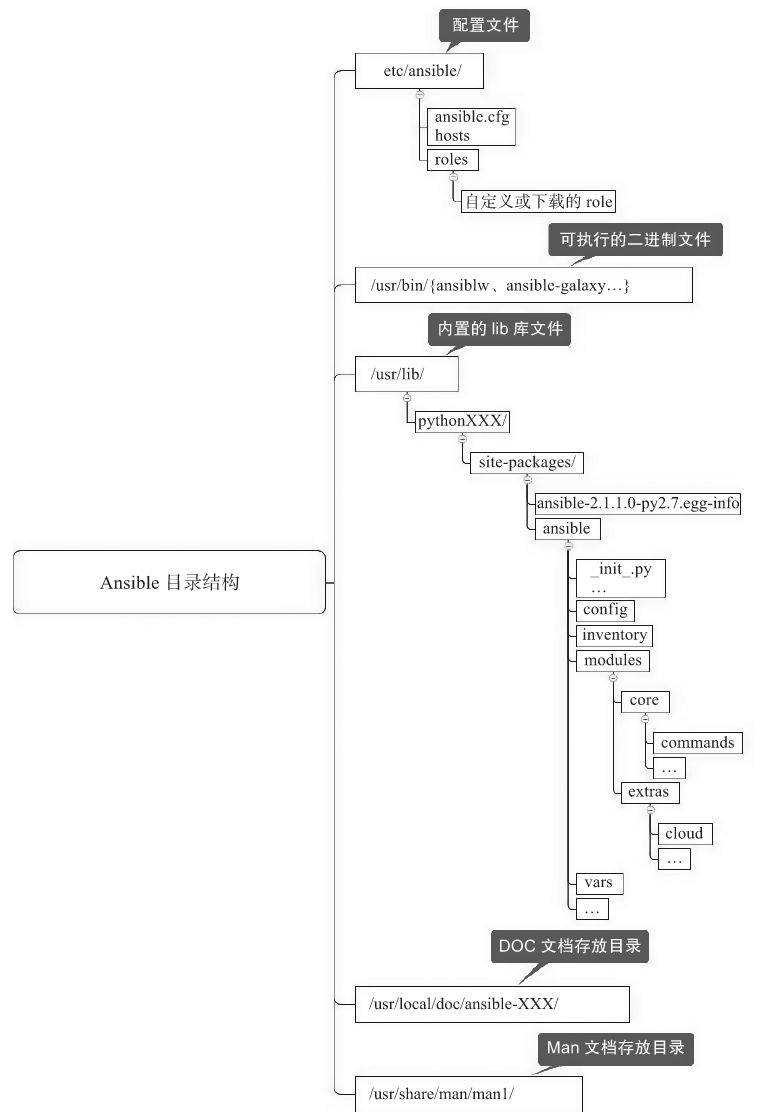 配置文件
etc/ansible/
ansible.cfg
hosts
roles
自定义或下载的 role
可执行的二进制文件
/usr/bin/{ansiblw、ansible-galaxy…}
内置的 lib 库文件
/usr/lib/
pythonXXX/
site-packages/
ansible-2.1.1.0-py2.7.egg-info
ansible
_init_.py
…
Ansible 目录结构
config
inventory
modules
core
commands
…
extras
cloud
…
vars
…
DOC 文档存放目录
/usr/local/doc/ansible-XXX/
Man 文档存放目录
/usr/share/man/man1/